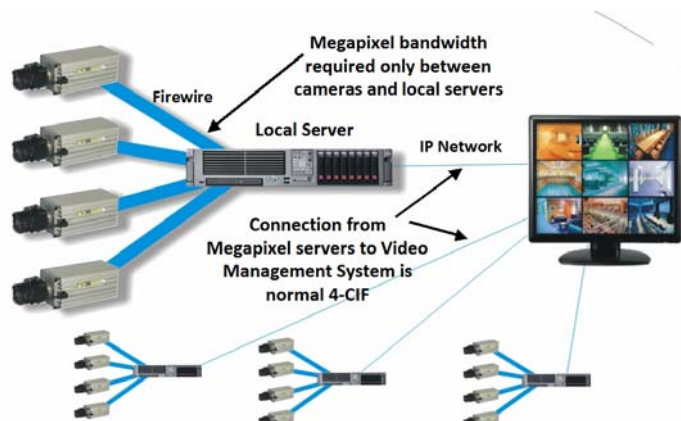 Megapixel bandwidth
required only between
cameras and local servers
Firewire
Local Server
IP Network
Connection from
Megapixel servers to Video
Management System is
normal 4-CIF